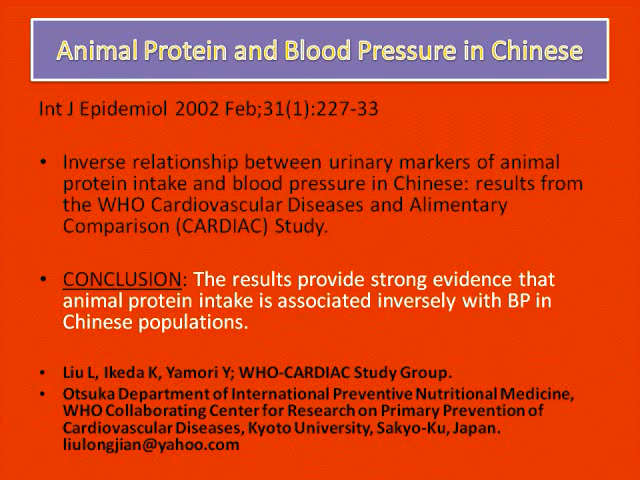 Animal Protein and Blood Pressure in Chinese
Int J Epidemiol 2002 Feb;31(1):227-33
• Inverse relationship between urinary markers of animal
protein intake and blood pressure in Chinese: results from
the WHO Cardiovascular Diseases and Alimentary
Comparison (CARDIAC) Study.
• CONCLUSION: The results provide strong evidence that
animal protein intake is associated inversely with BP in
Chinese populations.
• Liu L, Ikeda K, Yamori Y; WHO-CARDIAC Study Group.
• Otsuka Department of International Preventive Nutritional Medicine,
WHO Collaborating Center for Research on Primary Prevention of
Cardiovascular Diseases, Kyoto University, Sakyo-Ku, Japan.
liulongjian@yahoo.com